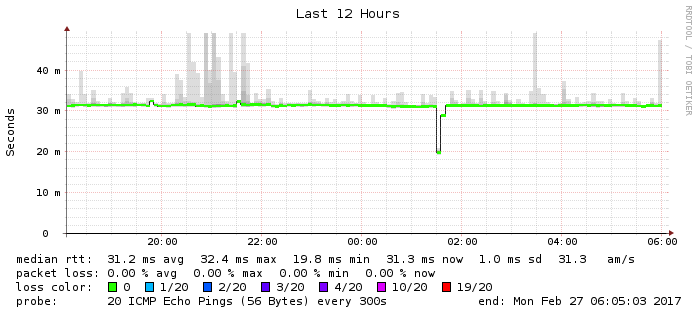 Last 12 Hours
RRDTOOL / TOBI OETIKER
Seconds
40 m
30 m
20 m
10 m
0
20:00 22:00 00:00 02:00 04:00 06:00
median rtt: 31.2 ms avg 32.4 ms max 19.8 ms min 31.3 ms now 1.0 ms sd 31.3 am/s
packet loss: 0.00 % avg 0.00 % max 0.00 % min 0.00 % now
loss color: 0 1/20 2/20 3/20 4/20 10/20 19/20
probe: 20 ICMP Echo Pings (56 Bytes) every 300s end: Mon Feb 27 06:05:03 2017